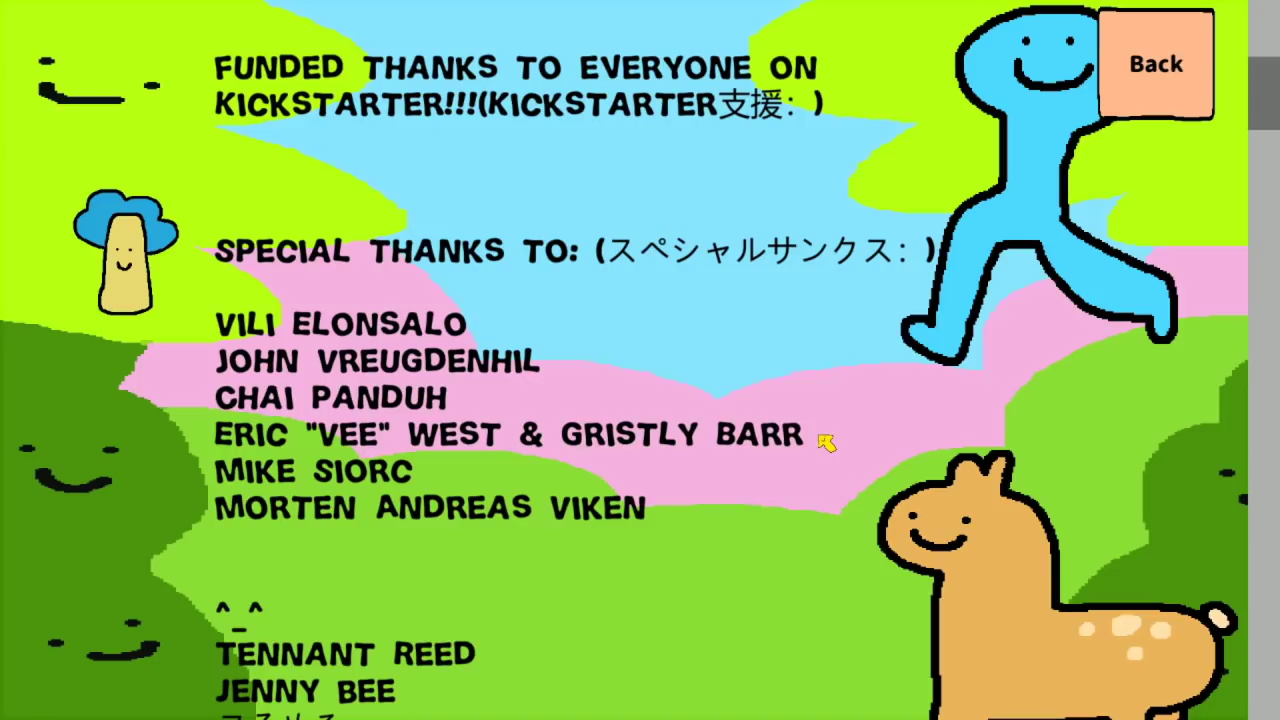 FUNDED THANKS TO EVERYONE ON
KICKSTARTER!!!(KICKSTARTER支援: )
Back
SPECIAL THANKS TO: (スペシャルサンクス: )
VILI ELONSALO
JOHN VREUGDENHIL
CHAI PANDUH
ERIC "VEE" WEST & GRISTLY BARR
MIKE SIORC
MORTEN ANDREAS VIKEN
^_^
TENNANT REED
JENNY BEE